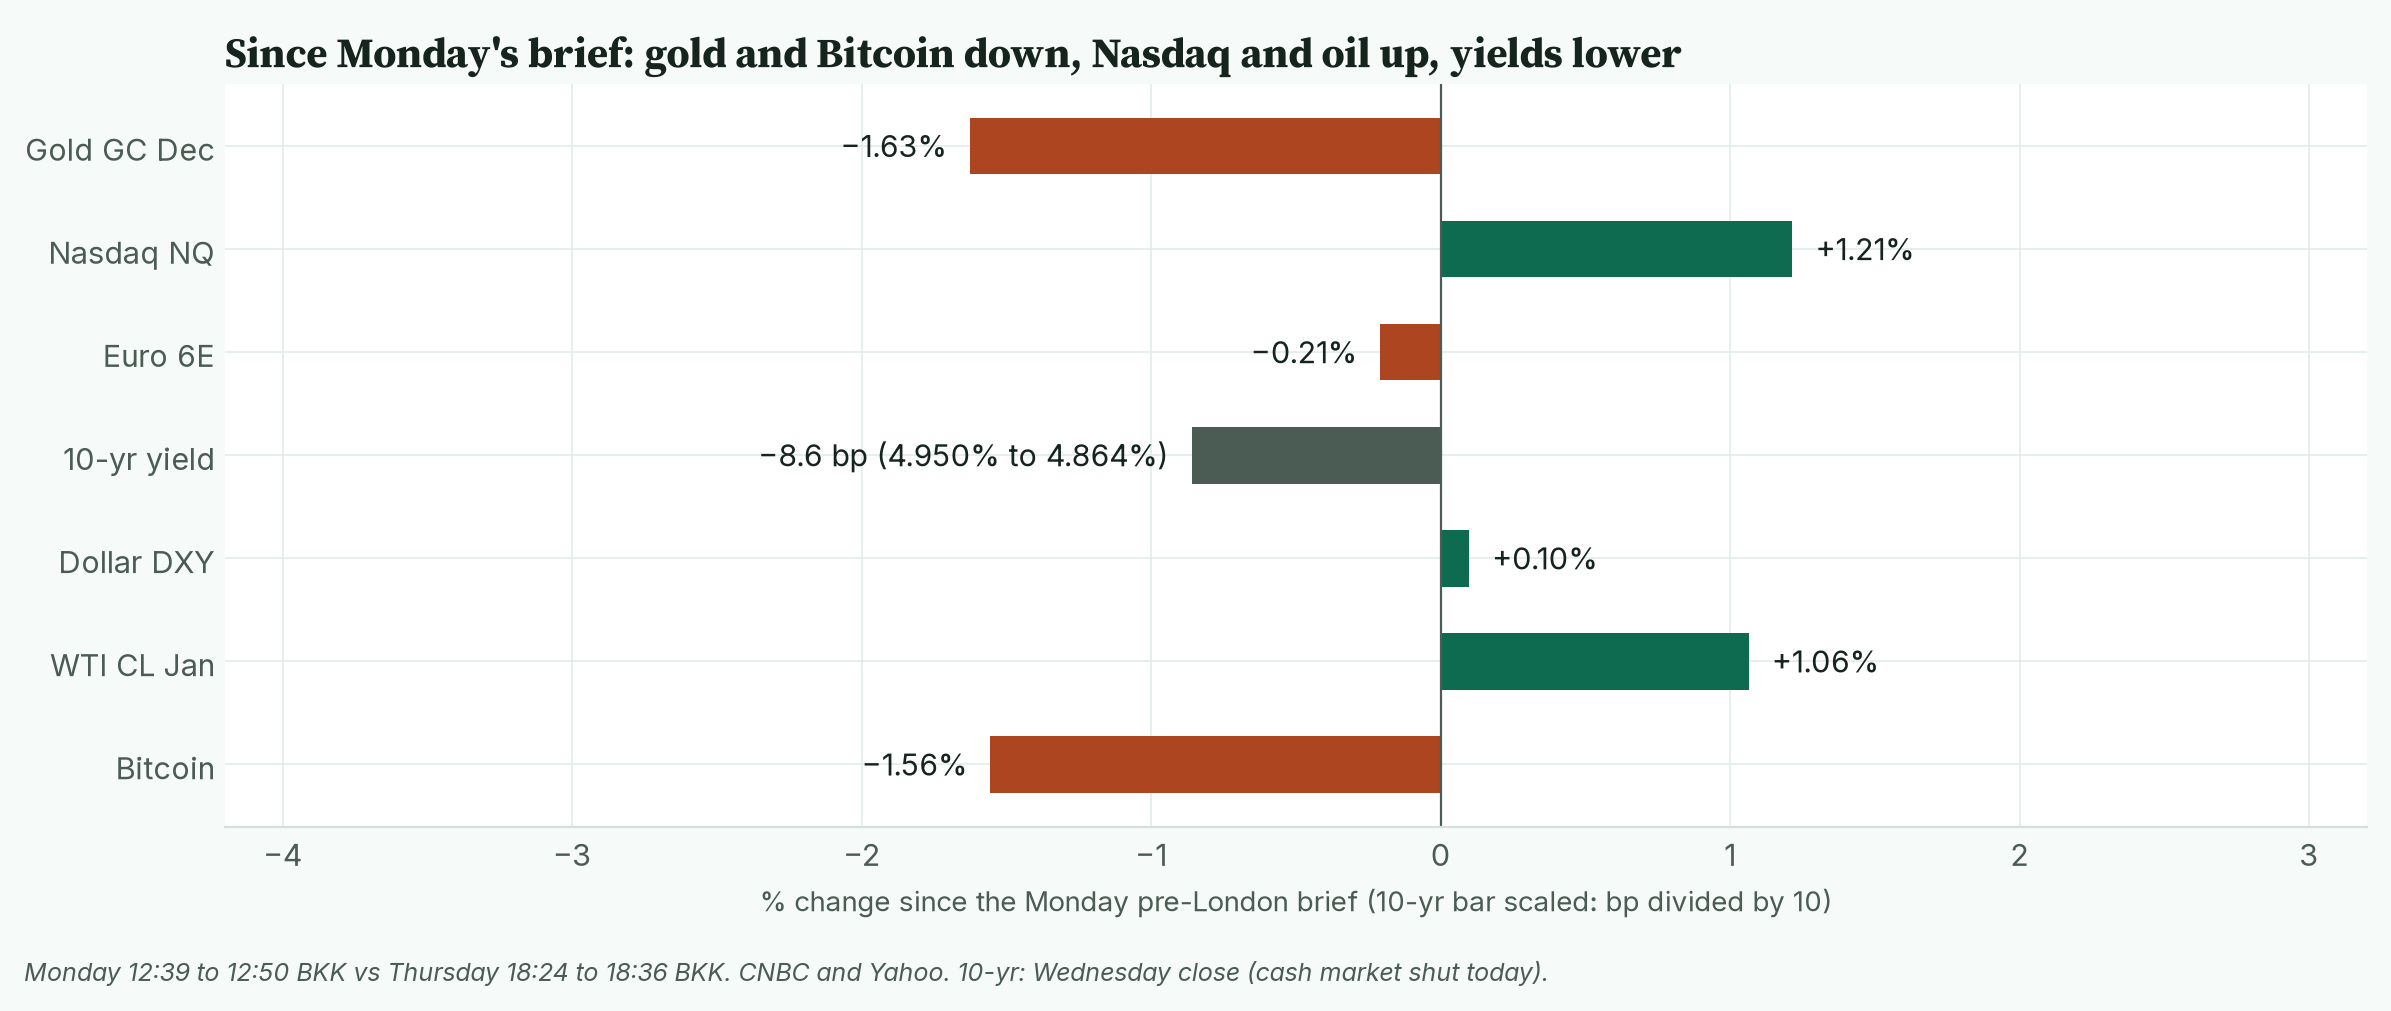 Since Monday's brief: gold and Bitcoin down, Nasdaq and oil up, yields lower
Gold GC Dec −1.63%
Nasdaq NQ +1.21%
Euro 6E −0.21%
10-yr yield −8.6 bp (4.950% to 4.864%)
Dollar DXY +0.10%
WTI CL Jan +1.06%
Bitcoin −1.56%
−4 −3 −2 −1 0 1 2 3
% change since the Monday pre-London brief (10-yr bar scaled: bp divided by 10)
Monday 12:39 to 12:50 BKK vs Thursday 18:24 to 18:36 BKK. CNBC and Yahoo. 10-yr: Wednesday close (cash market shut today).